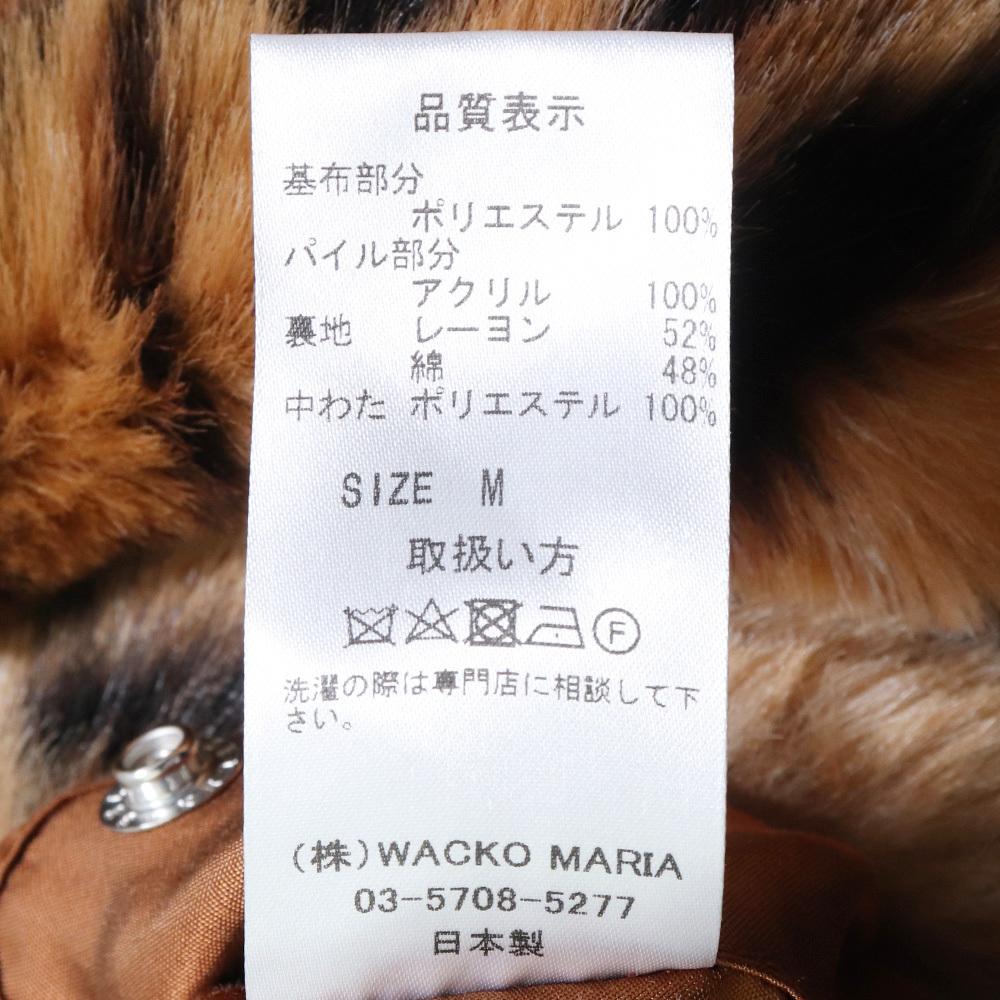 品質表示
基布部分
ポリエステル 100%
パイル部分
アクリル 100%
裏地 レーヨン 52%
綿 48%
中わた ポリエステル 100%
SIZE M
取扱い方
F
洗濯の際は専門店に相談して下
さい。
(株)WACKO MARIA
03-5708-5277
日本製